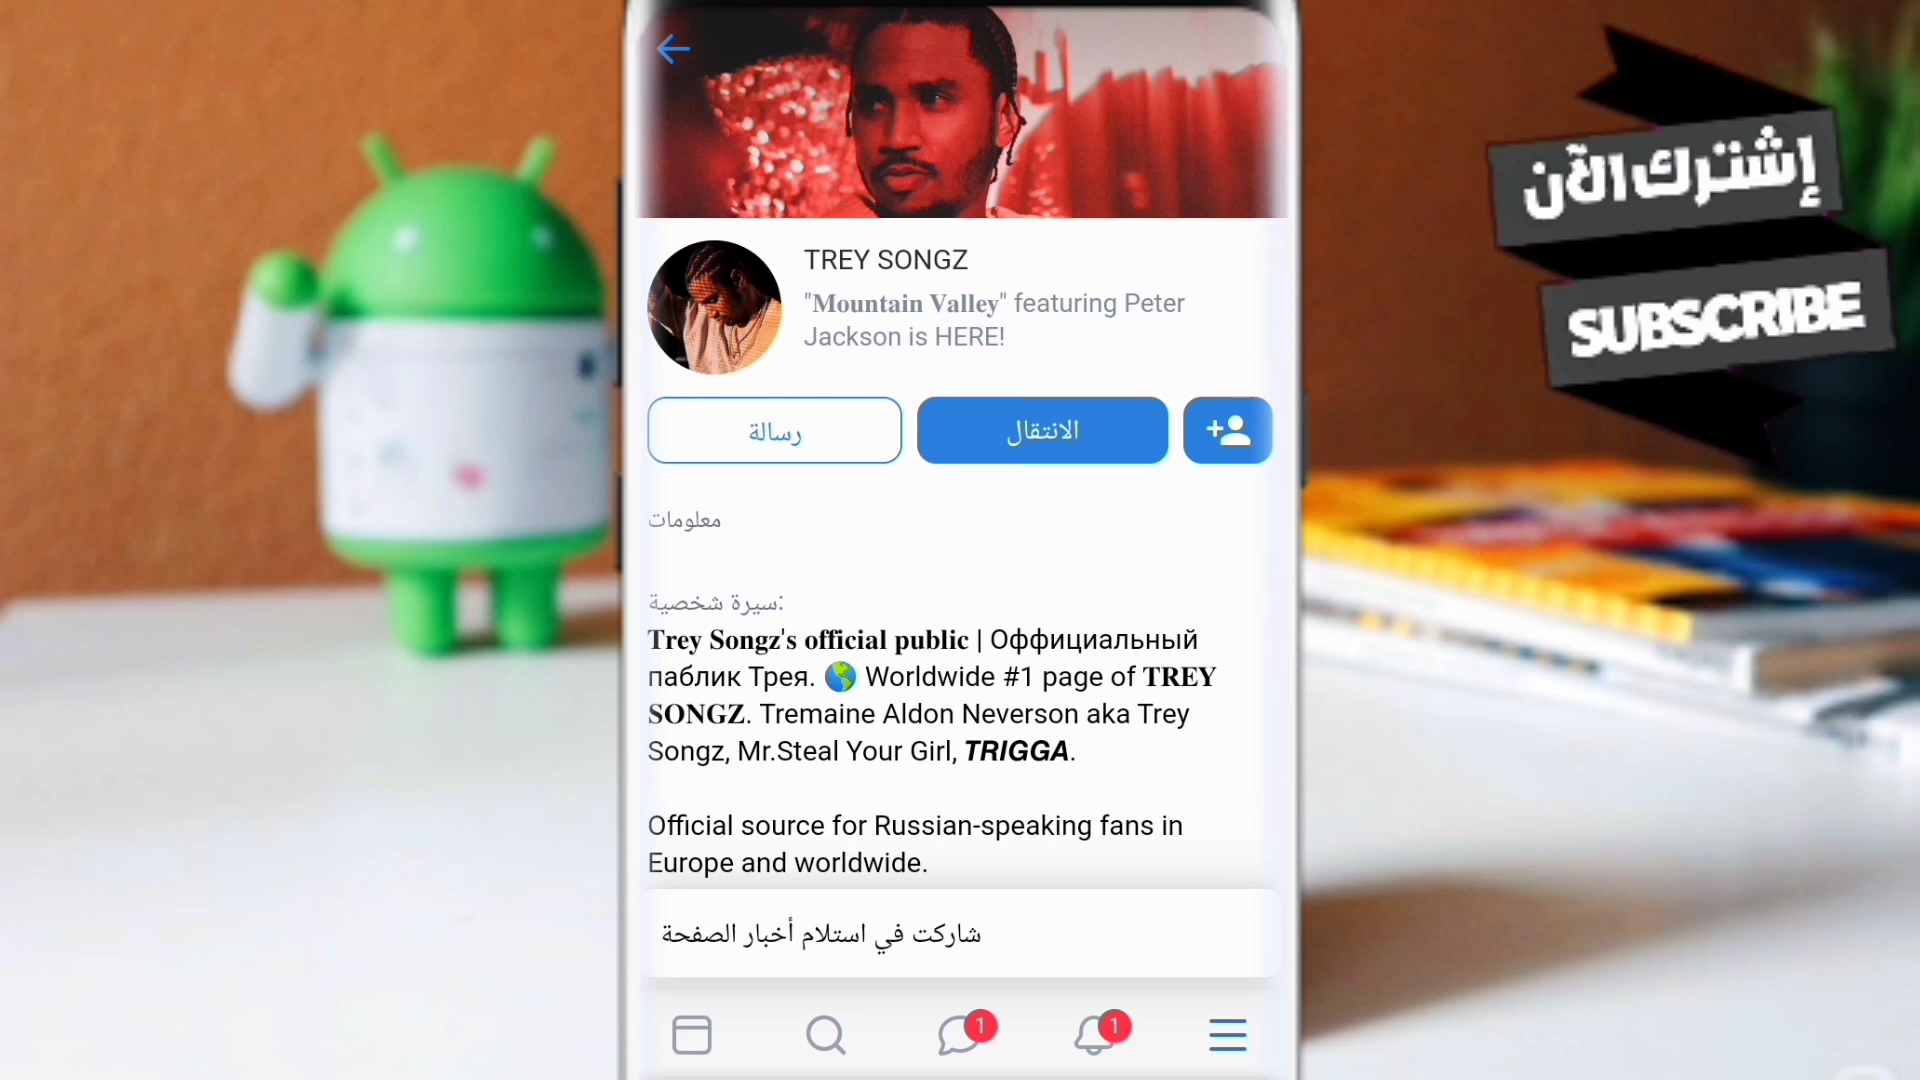 TREY SONGZ
"Mountain Valley" featuring Peter
Jackson is HERE!
رسالة
الانتقال
معلومات
سيرة شخصية:
Trey Songz's official public | Оффициальный
паблик Трея. 🌎 Worldwide #1 page of TREY
SONGZ. Tremaine Aldon Neverson aka Trey
Songz, Mr.Steal Your Girl, TRIGGA.
Official source for Russian-speaking fans in
Europe and worldwide.
شاركت في استلام أخبار الصفحة
1
1
إشترك الآن
SUBSCRIBE